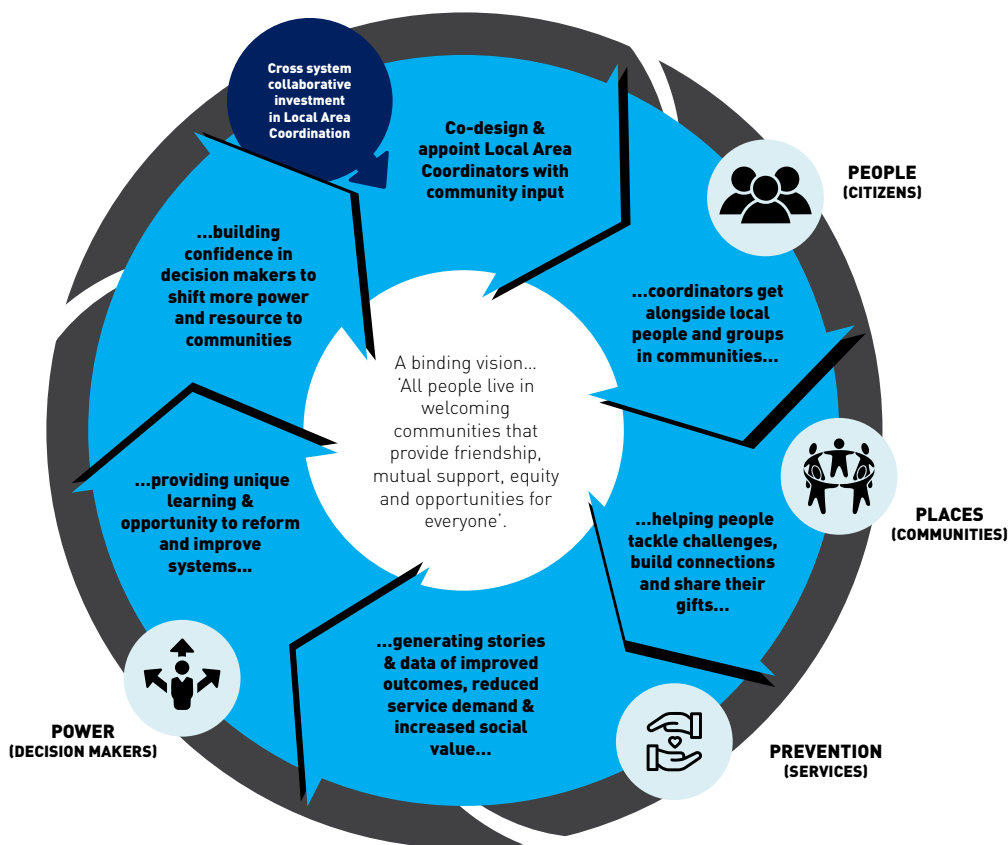 Cross system
collaborative
investment
in Local Area
Coordination
Co-design &
appoint Local Area
Coordinators with
community input
PEOPLE
(CITIZENS)
...coordinators get
alongside local
people and groups
in communities...
PLACES
(COMMUNITIES)
...helping people
tackle challenges,
build connections
and share their
gifts...
PREVENTION
(SERVICES)
...generating stories
& data of improved
outcomes, reduced
service demand &
increased social
value...
POWER
(DECISION MAKERS)
...providing unique
learning &
opportunity to reform
and improve
systems...
...building
confidence in
decision makers to
shift more power
and resource to
communities
A binding vision...
‘All people live in
welcoming
communities that
provide friendship,
mutual support, equity
and opportunities for
everyone’.